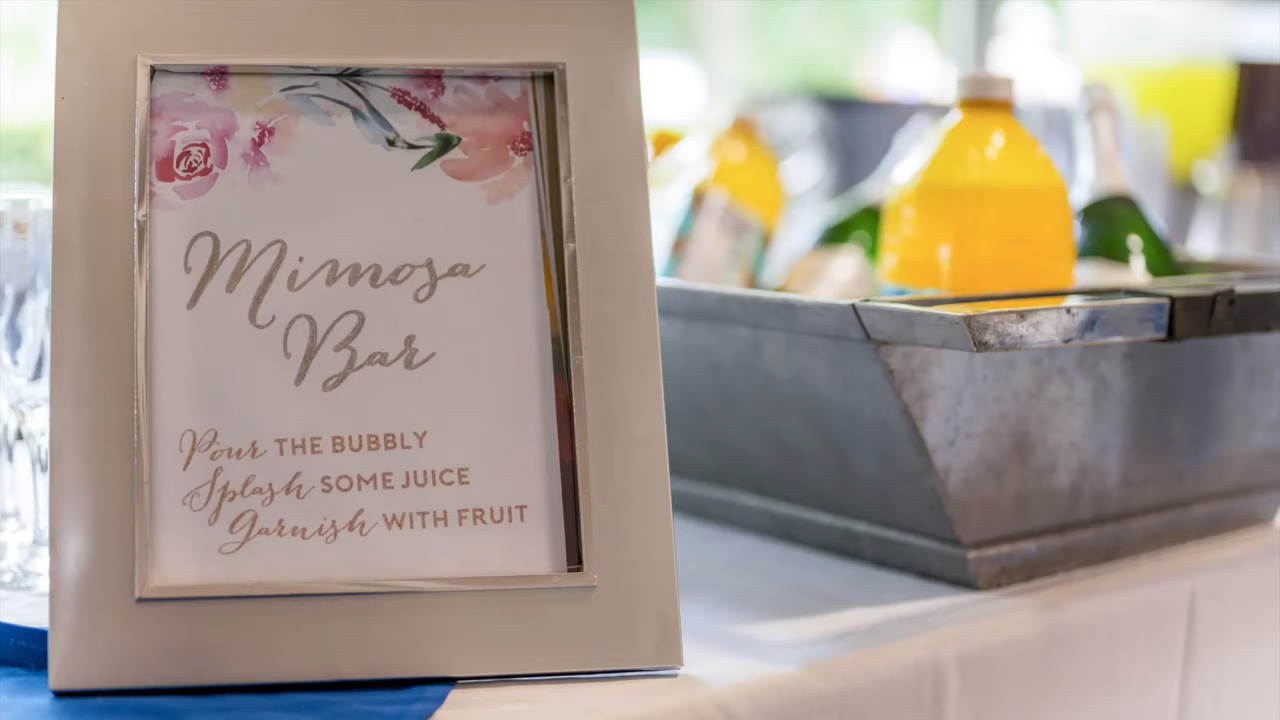 Mimosa
Bar
Pour THE BUBBLY
Splash SOME JUICE
Garnish WITH FRUIT